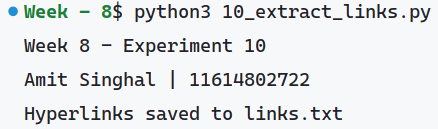 Week - 8$ python3 10_extract_links.py
Week 8 - Experiment 10
Amit Singhal | 11614802722
Hyperlinks saved to links.txt